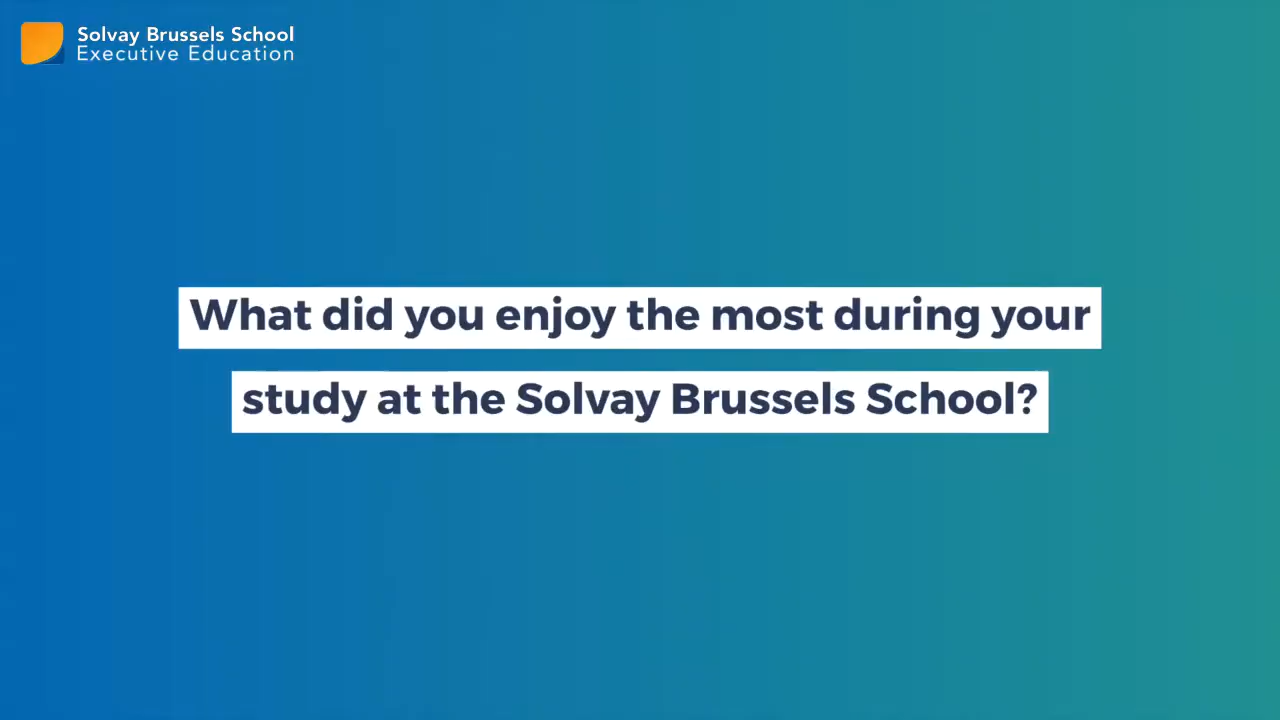 Solvay Brussels School
Executive Education
What did you enjoy the most during your
study at the Solvay Brussels School?